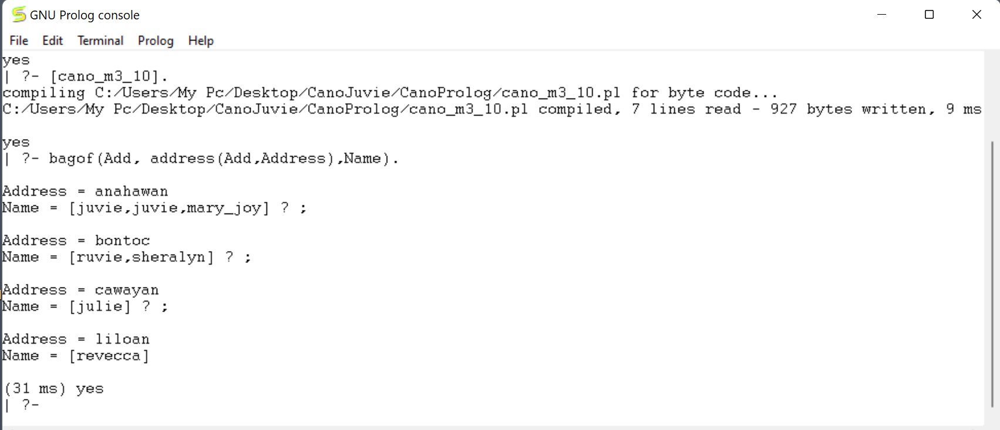 GNU Prolog console
File Edit Terminal Prolog Help
yes
| ?- [cano_m3_10].
compiling C:/Users/My Pc/Desktop/CanoJuvie/CanoProlog/cano_m3_10.pl for byte code...
C:/Users/My Pc/Desktop/CanoJuvie/CanoProlog/cano_m3_10.pl compiled, 7 lines read - 927 bytes written, 9 ms
yes
| ?- bagof(Add, address(Add,Address),Name).
Address = anahawan
Name = [juvie,juvie,mary_joy] ? ;
Address = bontoc
Name = [ruvie,sheralyn] ? ;
Address = cawayan
Name = [julie] ? ;
Address = liloan
Name = [revecca]
(31 ms) yes
| ?-